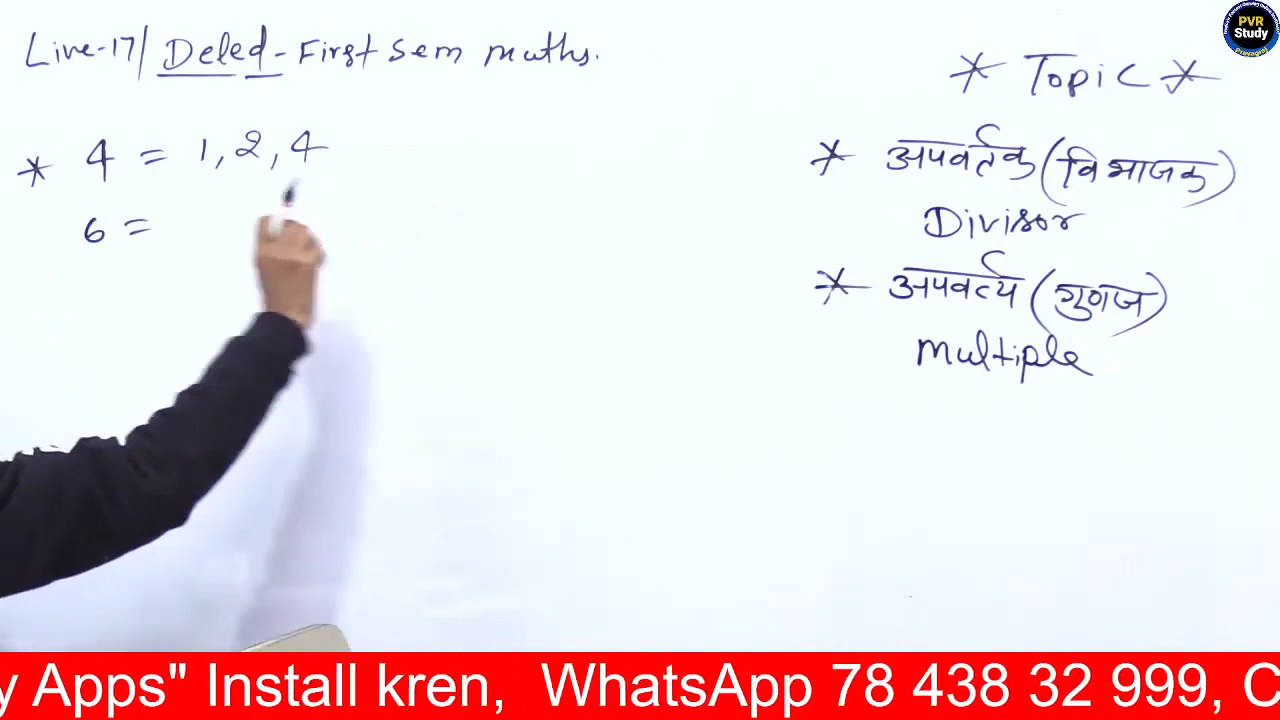 Live-17/ Deled - First Sem maths.
* 4 = 1, 2, 4
6 =
* Topic *
* अपवर्तक (विभाजक)
Divisor
* अपवर्त्य (गुणज)
multiple
PVR
Study
Prayagraj
y Apps" Install kren, WhatsApp 78 438 32 999, C